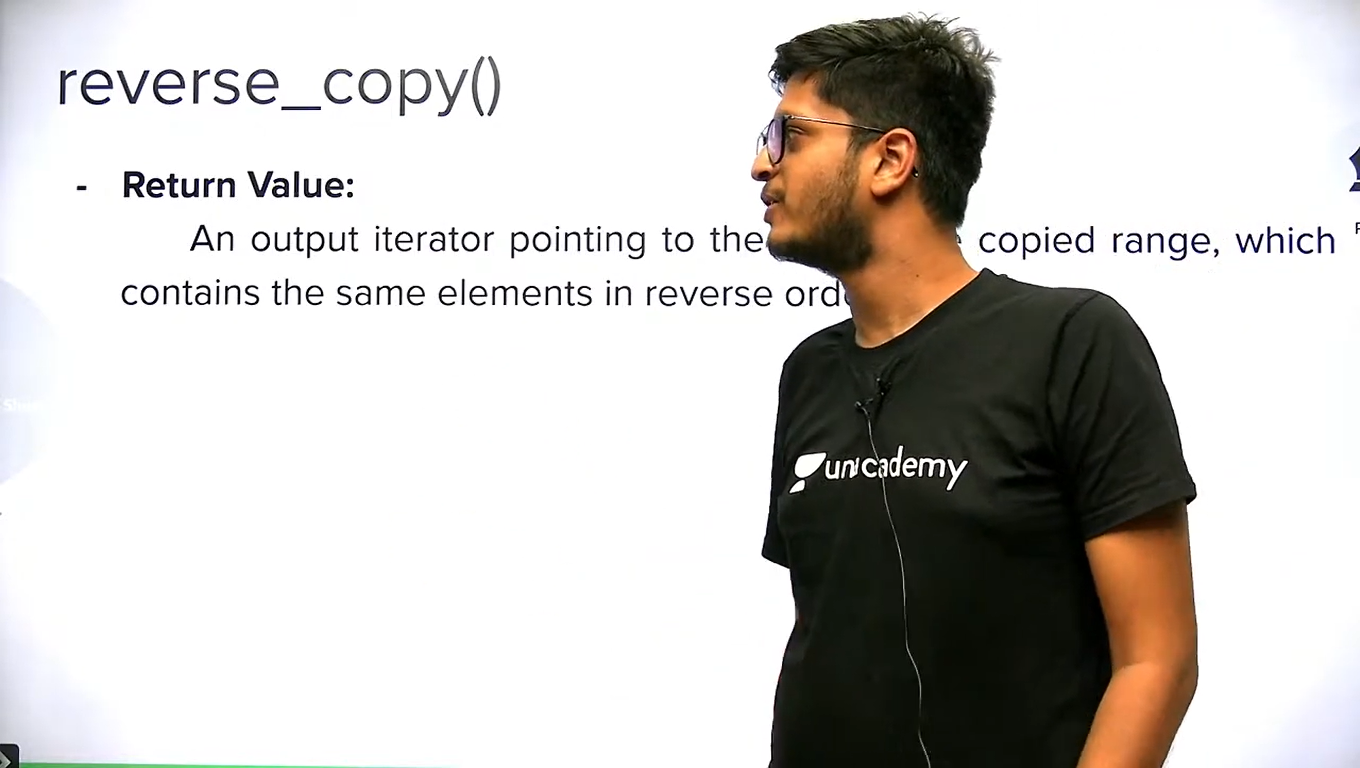 reverse_copy()
- Return Value:
An output iterator pointing to the copied range, which
contains the same elements in reverse
unacademy